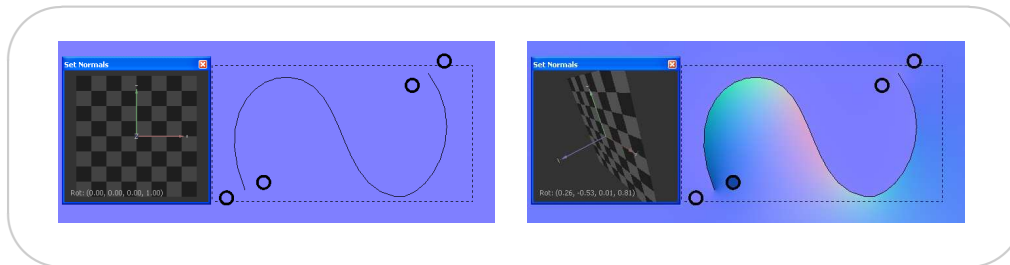 Set Normals
Rot: (0.00, 0.00, 0.00, 1.00)
Set Normals
Rot: (0.26, -0.53, 0.01, 0.81)